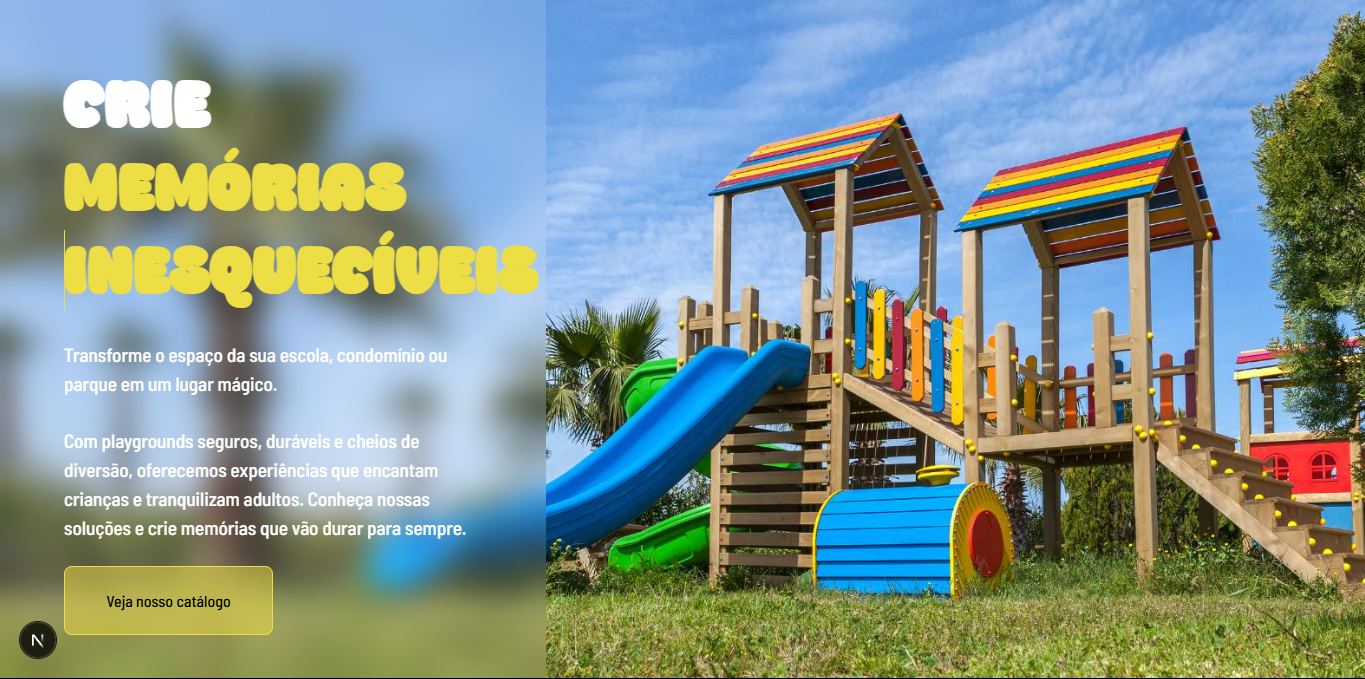 CRIE
MEMÓRIAS
INESQUECÍVEIS
Transforme o espaço da sua escola, condomínio ou
parque em um lugar mágico.
Com playgrounds seguros, duráveis e cheios de
diversão, oferecemos experiências que encantam
crianças e tranquilizam adultos. Conheça nossas
soluções e crie memórias que vão durar para sempre.
Veja nosso catálogo
N